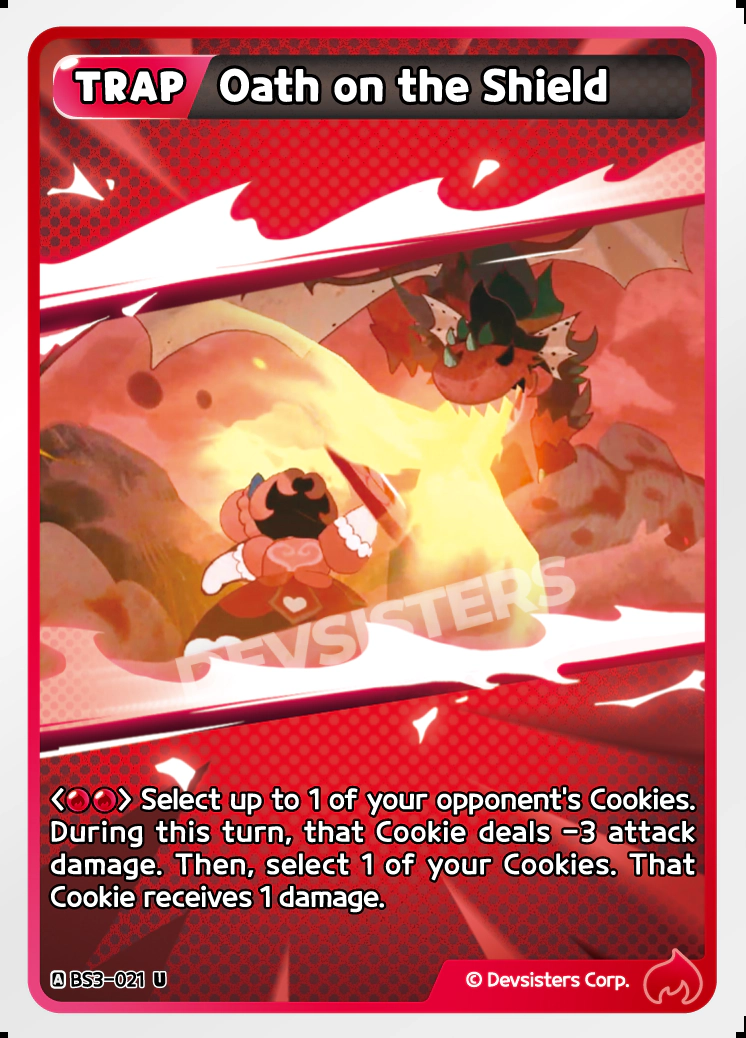 TRAP Oath on the Shield
DEVSISTERS
<●●> Select up to 1 of your opponent's Cookies.
During this turn, that Cookie deals -3 attack
damage. Then, select 1 of your Cookies. That
Cookie receives 1 damage.
A BS3-021 U © Devsisters Corp.